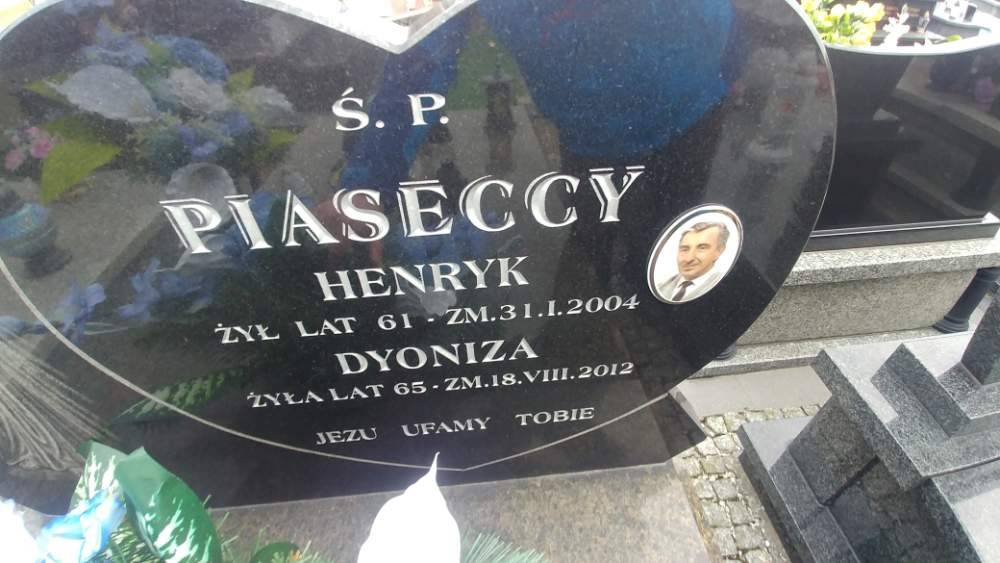 Ś. P.
PIASECCY
HENRYK
ŻYŁ LAT 61 - ZM.31.I.2004
DYONIZA
ŻYŁA LAT 65 - ZM.18.VIII.2012
JEZU UFAMY TOBIE